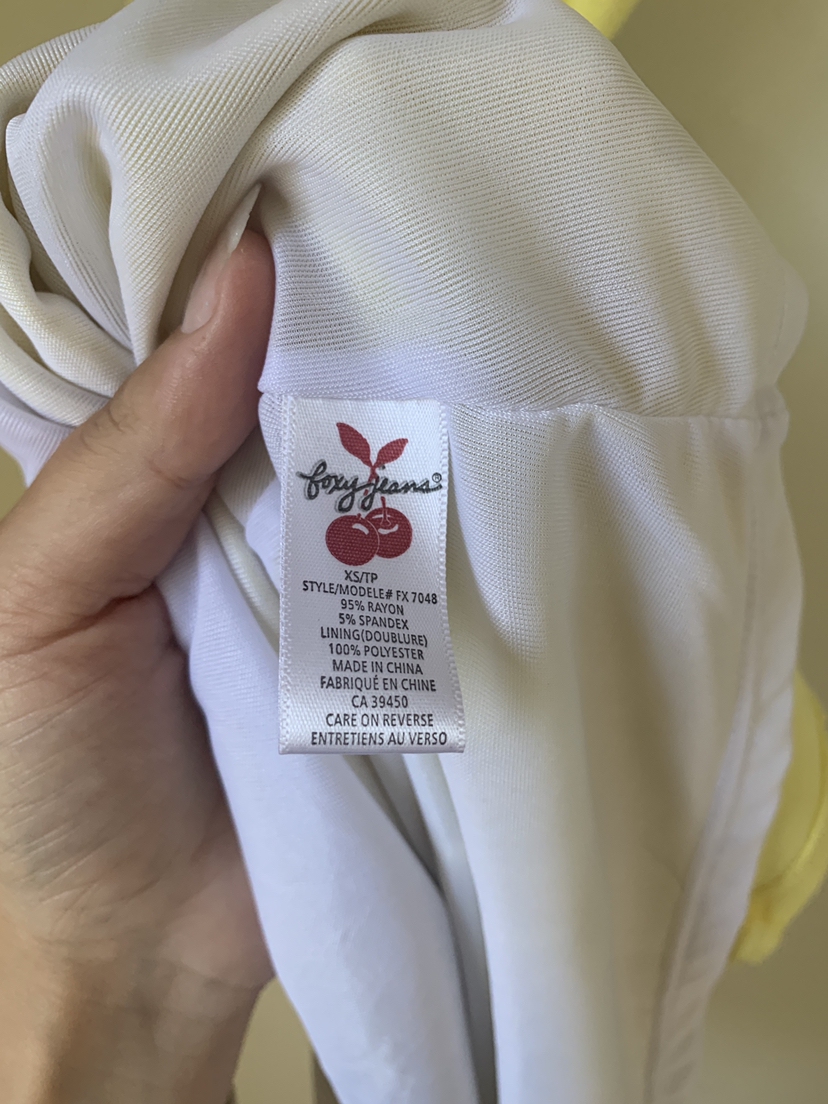 foxy jeans®
XS/TP
STYLE/MODELE# FX 7048
95% RAYON
5% SPANDEX
LINING(DOUBLURE)
100% POLYESTER
MADE IN CHINA
FABRIQUÉ EN CHINE
CA 39450
CARE ON REVERSE
ENTRETIENS AU VERSO